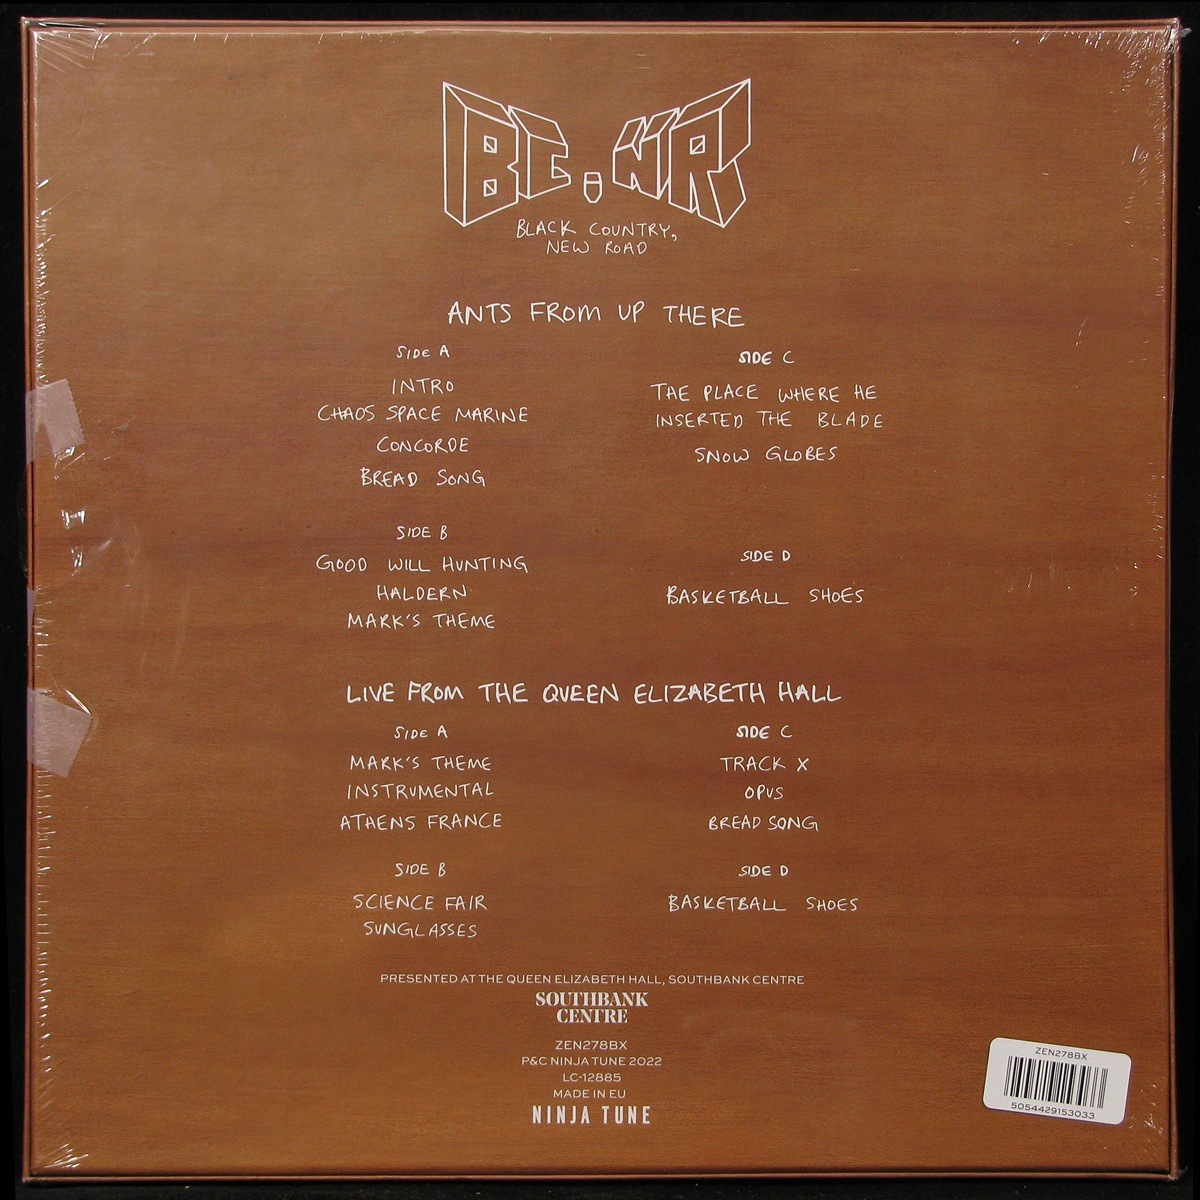 BC,NR
BLACK COUNTRY,
NEW ROAD
ANTS FROM UP THERE
SIDE A
INTRO
CHAOS SPACE MARINE
CONCORDE
BREAD SONG
SIDE B
GOOD WILL HUNTING
HALDERN
MARK'S THEME
SIDE C
THE PLACE WHERE HE
INSERTED THE BLADE
SNOW GLOBES
SIDE D
BASKETBALL SHOES
LIVE FROM THE QUEEN ELIZABETH HALL
SIDE A
MARK'S THEME
INSTRUMENTAL
ATHENS FRANCE
SIDE B
SCIENCE FAIR
SUNGLASSES
SIDE C
TRACK X
OPUS
BREAD SONG
SIDE D
BASKETBALL SHOES
PRESENTED AT THE QUEEN ELIZABETH HALL, SOUTHBANK CENTRE
SOUTHBANK
CENTRE
ZEN278BX
P&C NINJA TUNE 2022
LC-12885
MADE IN EU
NINJA TUNE
ZEN278BX
5054429153033